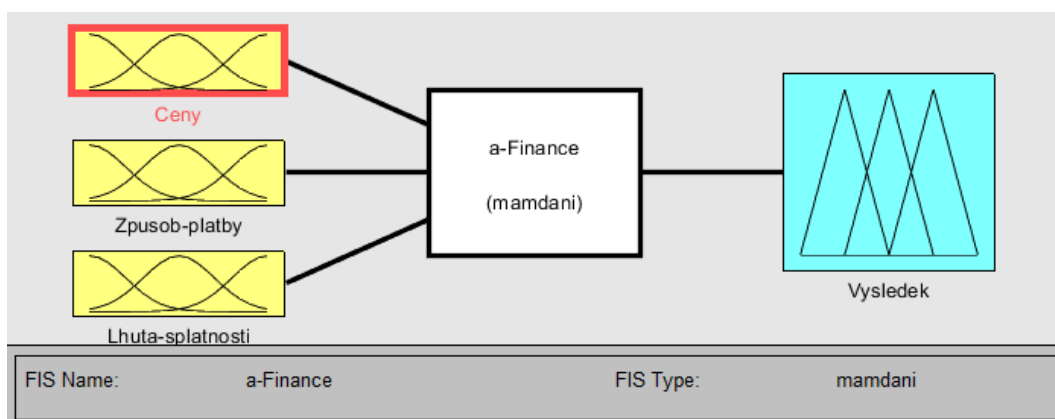 Ceny
Zpusob-platby
Lhuta-splatnosti
a-Finance
(mamdani)
Vysledek
FIS Name: a-Finance FIS Type: mamdani